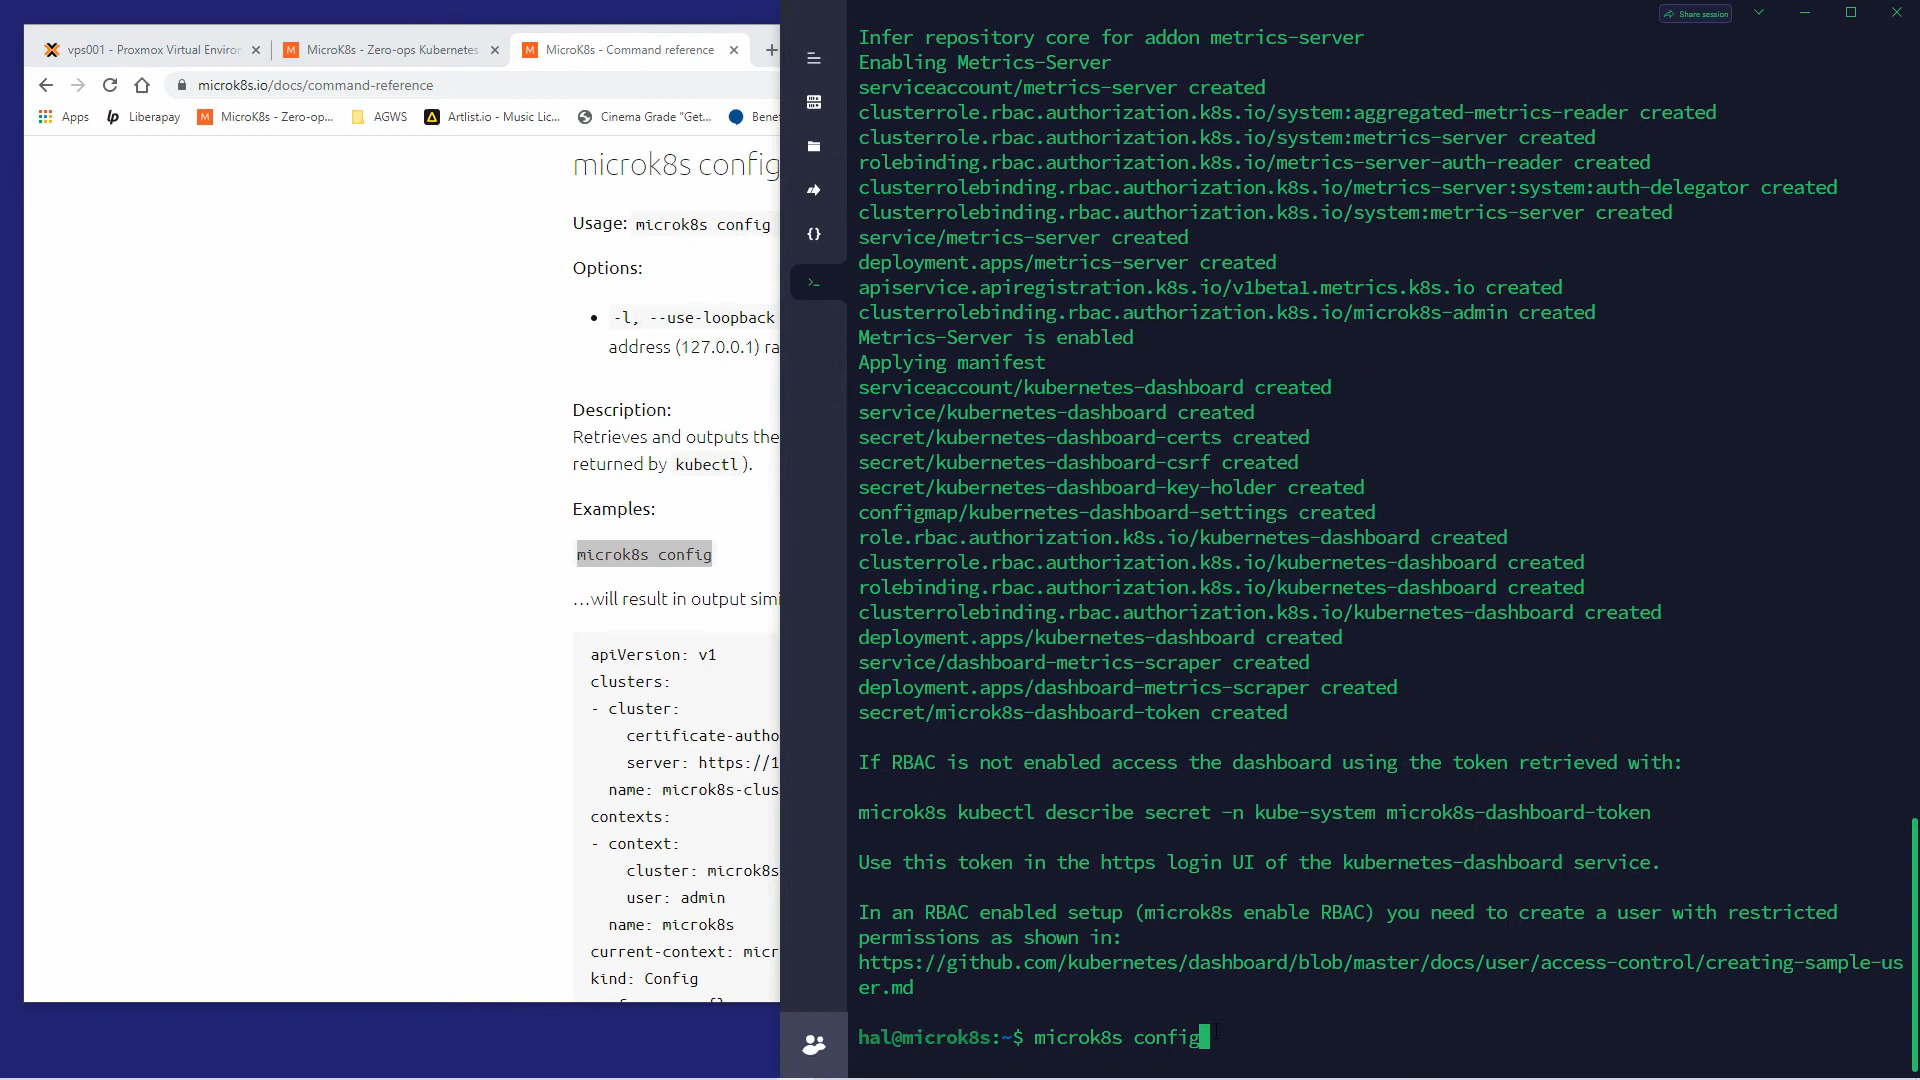 vps001 - Proxmox Virtual Enviror
MicroK8s - Zero-ops Kubernetes
MicroK8s - Command reference
microk8s.io/docs/command-reference
Apps
Liberapay
MicroK8s - Zero-op...
AGWS
Artlist.io - Music Lic...
Cinema Grade "Get...
Bene
microk8s config
Usage: microk8s config
Options:
-l, --use-loopback
address (127.0.0.1) ra
Description:
Retrieves and outputs the
returned by kubectl ).
Examples:
microk8s config
…will result in output simi
apiVersion: v1
clusters:
- cluster:
certificate-autho
server: https://1
name: microk8s-clus
contexts:
- context:
cluster: microk8s
user: admin
name: microk8s
current-context: micr
kind: Config
Share session
Infer repository core for addon metrics-server
Enabling Metrics-Server
serviceaccount/metrics-server created
clusterrole.rbac.authorization.k8s.io/system:aggregated-metrics-reader created
clusterrole.rbac.authorization.k8s.io/system:metrics-server created
rolebinding.rbac.authorization.k8s.io/metrics-server-auth-reader created
clusterrolebinding.rbac.authorization.k8s.io/metrics-server:system:auth-delegator created
clusterrolebinding.rbac.authorization.k8s.io/system:metrics-server created
service/metrics-server created
deployment.apps/metrics-server created
apiservice.apiregistration.k8s.io/v1beta1.metrics.k8s.io created
clusterrolebinding.rbac.authorization.k8s.io/microk8s-admin created
Metrics-Server is enabled
Applying manifest
serviceaccount/kubernetes-dashboard created
service/kubernetes-dashboard created
secret/kubernetes-dashboard-certs created
secret/kubernetes-dashboard-csrf created
secret/kubernetes-dashboard-key-holder created
configmap/kubernetes-dashboard-settings created
role.rbac.authorization.k8s.io/kubernetes-dashboard created
clusterrole.rbac.authorization.k8s.io/kubernetes-dashboard created
rolebinding.rbac.authorization.k8s.io/kubernetes-dashboard created
clusterrolebinding.rbac.authorization.k8s.io/kubernetes-dashboard created
deployment.apps/kubernetes-dashboard created
service/dashboard-metrics-scraper created
deployment.apps/dashboard-metrics-scraper created
secret/microk8s-dashboard-token created
If RBAC is not enabled access the dashboard using the token retrieved with:
microk8s kubectl describe secret -n kube-system microk8s-dashboard-token
Use this token in the https login UI of the kubernetes-dashboard service.
In an RBAC enabled setup (microk8s enable RBAC) you need to create a user with restricted
permissions as shown in:
https://github.com/kubernetes/dashboard/blob/master/docs/user/access-control/creating-sample-us
er.md
hal@microk8s:~$ microk8s config